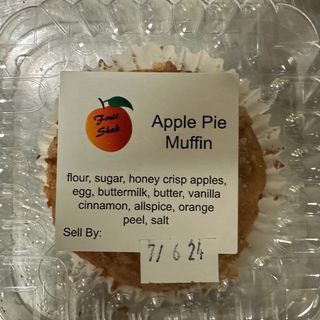 Fruit
Shak
Apple Pie
Muffin
flour, sugar, honey crisp apples,
egg, buttermilk, butter, vanilla
cinnamon, allspice, orange
peel, salt
Sell By:
7/ 6 24